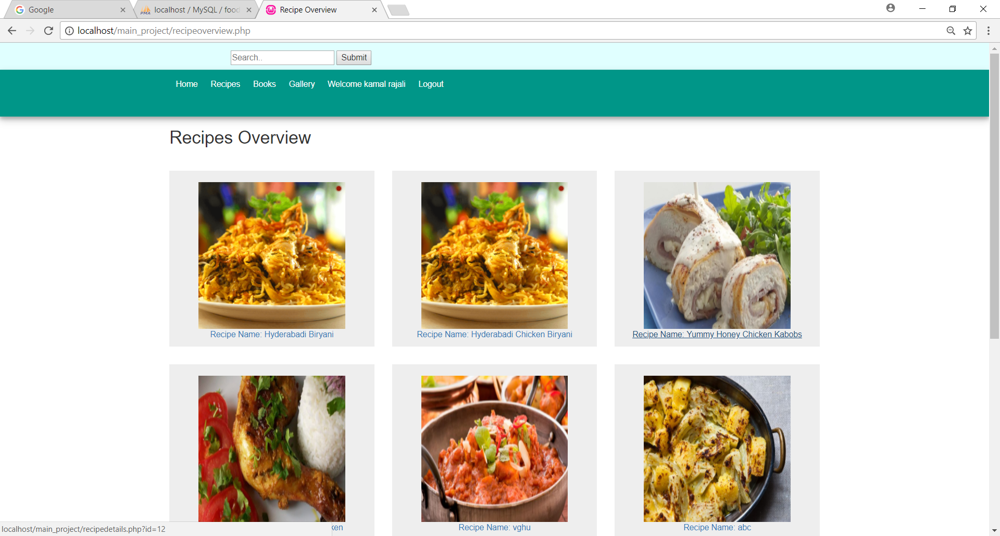 Google
localhost / MySQL / food
Recipe Overview
localhost/main_project/recipeoverview.php
Search..
Submit
Home
Recipes
Books
Gallery
Welcome kamal rajali
Logout
Recipes Overview
Recipe Name: Hyderabadi Biryani
Recipe Name: Hyderabadi Chicken Biryani
Recipe Name: Yummy Honey Chicken Kabobs
ken
Recipe Name: vghu
Recipe Name: abc
localhost/main_project/recipedetails.php?id=12